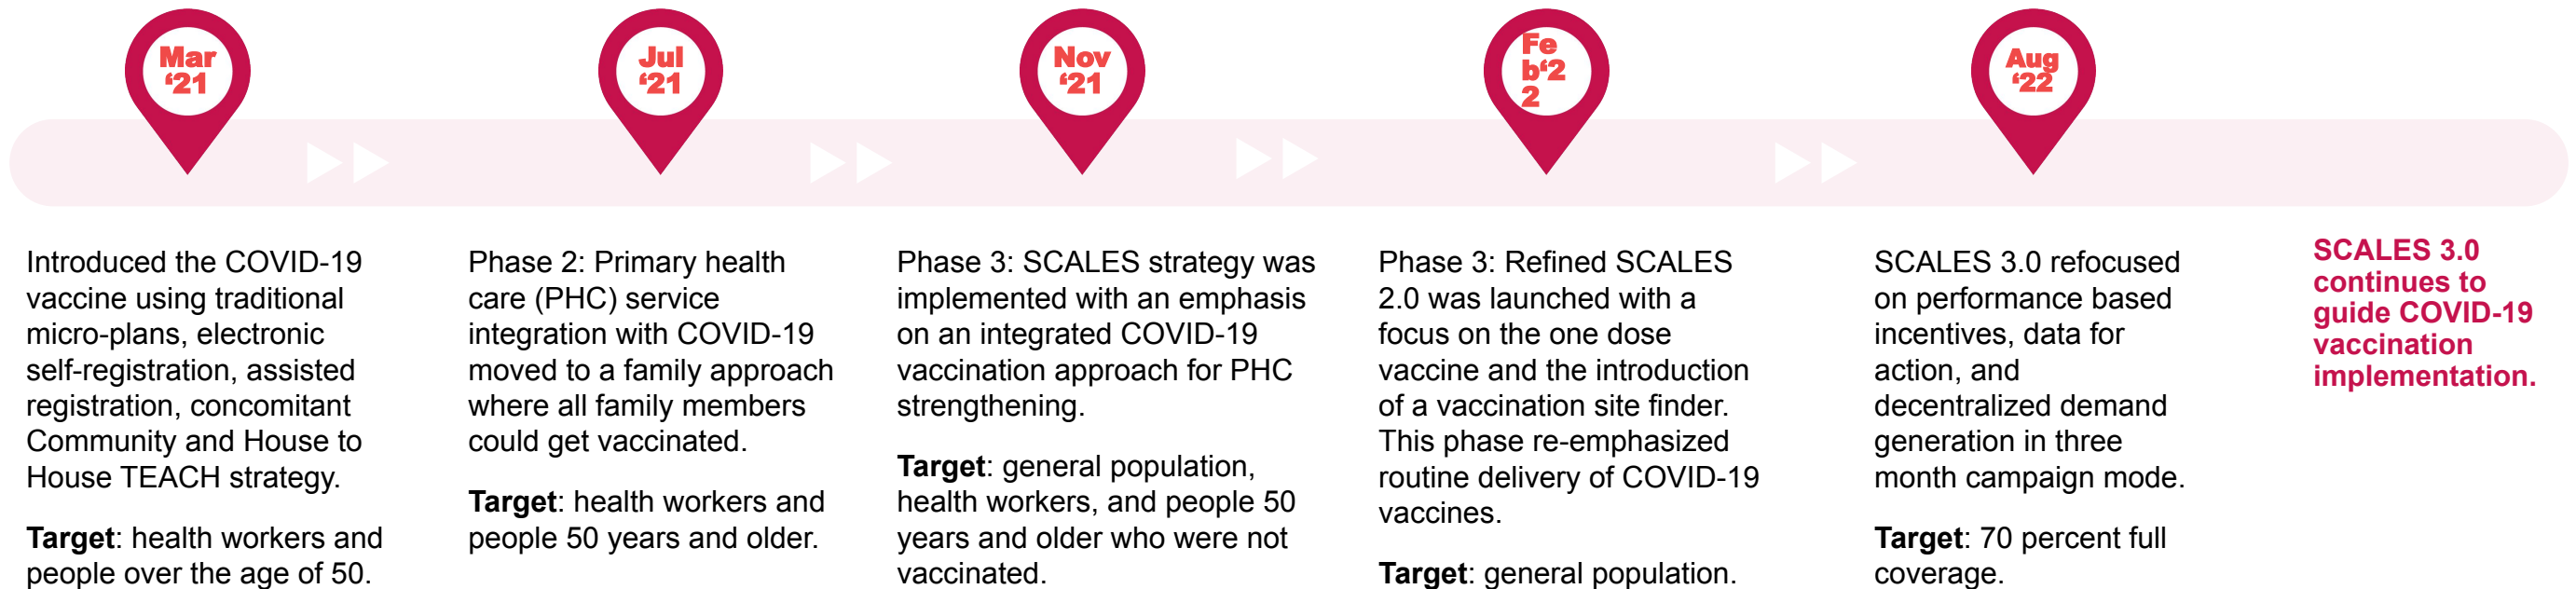 Mar
‘21
Jul
‘21
Nov
‘21
Fe
b‘2
2
Aug
‘22
Introduced the COVID-19
vaccine using traditional
micro-plans, electronic
self-registration, assisted
registration, concomitant
Community and House to
House TEACH strategy.
Target: health workers and
people over the age of 50.
Phase 2: Primary health
care (PHC) service
integration with COVID-19
moved to a family approach
where all family members
could get vaccinated.
Target: health workers and
people 50 years and older.
Phase 3: SCALES strategy was
implemented with an emphasis
on an integrated COVID-19
vaccination approach for PHC
strengthening.
Target: general population,
health workers, and people 50
years and older who were not
vaccinated.
Phase 3: Refined SCALES
2.0 was launched with a
focus on the one dose
vaccine and the introduction
of a vaccination site finder.
This phase re-emphasized
routine delivery of COVID-19
vaccines.
Target: general population.
SCALES 3.0 refocused
on performance based
incentives, data for
action, and
decentralized demand
generation in three
month campaign mode.
Target: 70 percent full
coverage.
SCALES 3.0
continues to
guide COVID-19
vaccination
implementation.